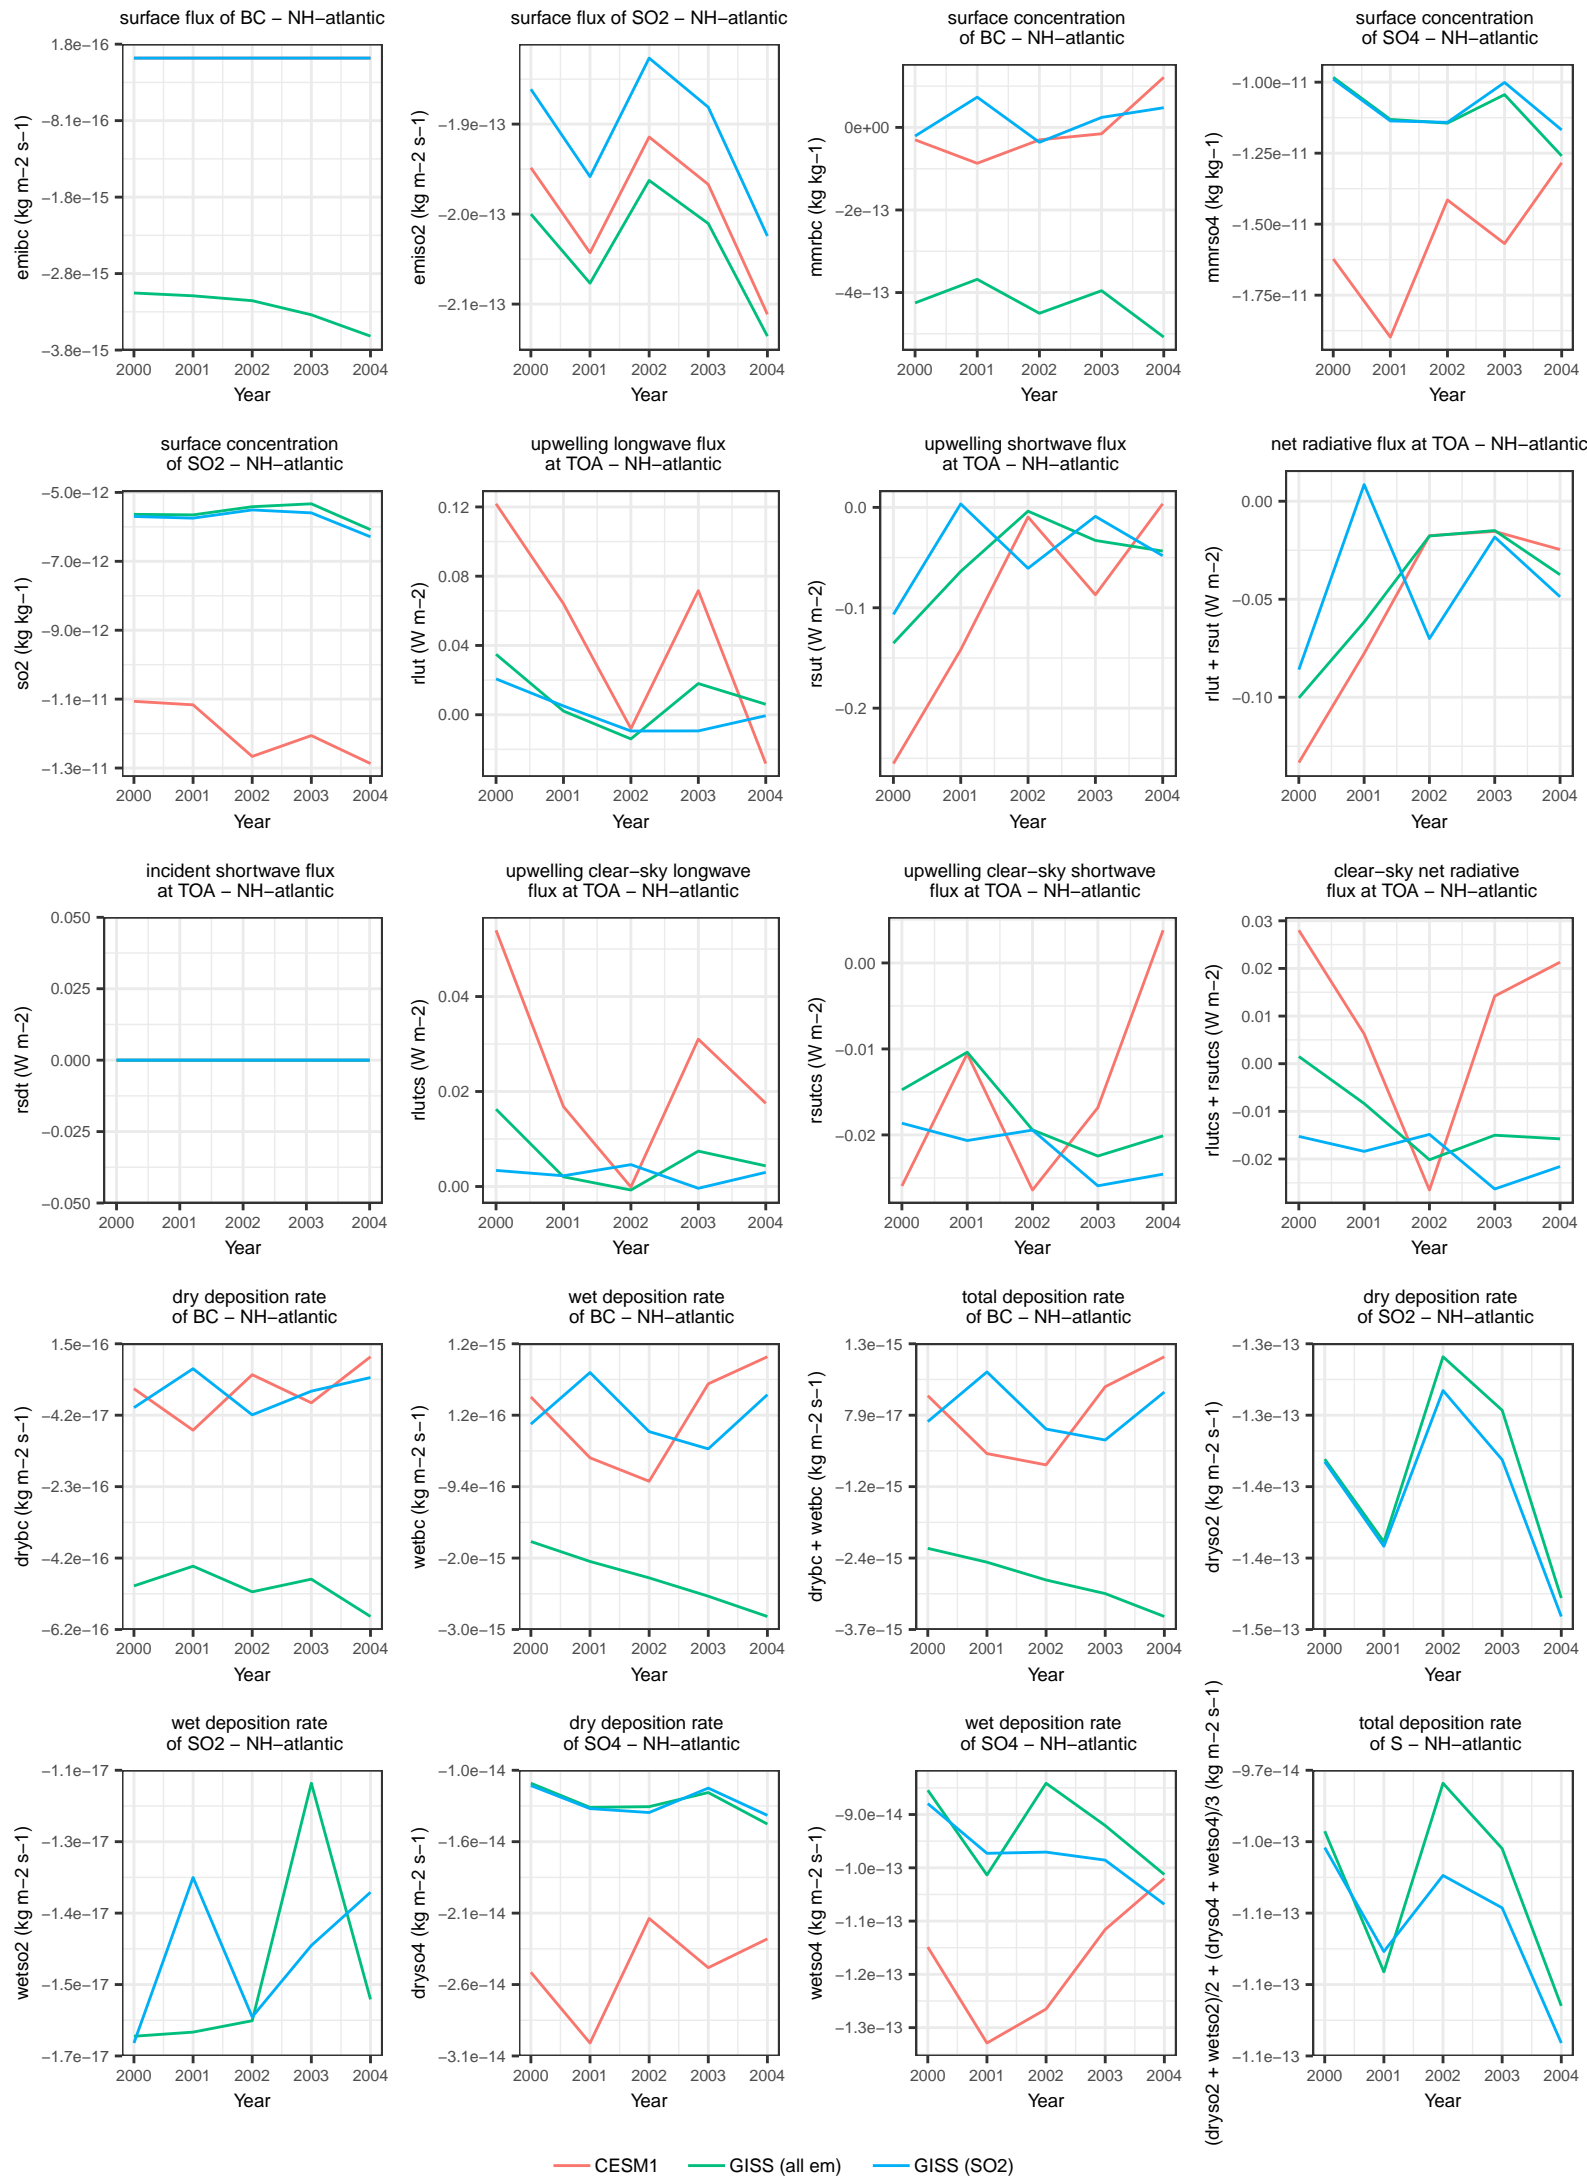 surface flux of BC − NH−atlantic
1.8e−16
−8.1e−16
−1.8e−15
−2.8e−15
−3.8e−15
emibc (kg m−2 s−1)
2000 2001 2002 2003 2004
Year
surface flux of SO2 − NH−atlantic
−1.9e−13
−2.0e−13
−2.1e−13
emiso2 (kg m−2 s−1)
2000 2001 2002 2003 2004
Year
surface concentration
of BC − NH−atlantic
0e+00
−2e−13
−4e−13
mmrbc (kg kg−1)
2000 2001 2002 2003 2004
Year
surface concentration
of SO4 − NH−atlantic
−1.00e−11
−1.25e−11
−1.50e−11
−1.75e−11
mmrso4 (kg kg−1)
2000 2001 2002 2003 2004
Year
surface concentration
of SO2 − NH−atlantic
−5.0e−12
−7.0e−12
−9.0e−12
−1.1e−11
−1.3e−11
so2 (kg kg−1)
2000 2001 2002 2003 2004
Year
upwelling longwave flux
at TOA − NH−atlantic
0.12
0.08
0.04
0.00
rlut (W m−2)
2000 2001 2002 2003 2004
Year
upwelling shortwave flux
at TOA − NH−atlantic
0.0
−0.1
−0.2
rsut (W m−2)
2000 2001 2002 2003 2004
Year
net radiative flux at TOA − NH−atlantic
0.00
−0.05
−0.10
rlut + rsut (W m−2)
2000 2001 2002 2003 2004
Year
incident shortwave flux
at TOA − NH−atlantic
0.050
0.025
0.000
−0.025
−0.050
rsdt (W m−2)
2000 2001 2002 2003 2004
Year
upwelling clear−sky longwave
flux at TOA − NH−atlantic
0.04
0.02
0.00
rlutcs (W m−2)
2000 2001 2002 2003 2004
Year
upwelling clear−sky shortwave
flux at TOA − NH−atlantic
0.00
−0.01
−0.02
rsutcs (W m−2)
2000 2001 2002 2003 2004
Year
clear−sky net radiative
flux at TOA − NH−atlantic
0.03
0.02
0.01
0.00
−0.01
−0.02
rlutcs + rsutcs (W m−2)
2000 2001 2002 2003 2004
Year
dry deposition rate
of BC − NH−atlantic
1.5e−16
−4.2e−17
−2.3e−16
−4.2e−16
−6.2e−16
drybc (kg m−2 s−1)
2000 2001 2002 2003 2004
Year
wet deposition rate
of BC − NH−atlantic
1.2e−15
1.2e−16
−9.4e−16
−2.0e−15
−3.0e−15
wetbc (kg m−2 s−1)
2000 2001 2002 2003 2004
Year
total deposition rate
of BC − NH−atlantic
1.3e−15
7.9e−17
−1.2e−15
−2.4e−15
−3.7e−15
drybc + wetbc (kg m−2 s−1)
2000 2001 2002 2003 2004
Year
dry deposition rate
of SO2 − NH−atlantic
−1.3e−13
−1.3e−13
−1.4e−13
−1.4e−13
−1.5e−13
dryso2 (kg m−2 s−1)
2000 2001 2002 2003 2004
Year
wet deposition rate
of SO2 − NH−atlantic
−1.1e−17
−1.3e−17
−1.4e−17
−1.5e−17
−1.7e−17
wetso2 (kg m−2 s−1)
2000 2001 2002 2003 2004
Year
dry deposition rate
of SO4 − NH−atlantic
−1.0e−14
−1.6e−14
−2.1e−14
−2.6e−14
−3.1e−14
dryso4 (kg m−2 s−1)
2000 2001 2002 2003 2004
Year
wet deposition rate
of SO4 − NH−atlantic
−9.0e−14
−1.0e−13
−1.1e−13
−1.2e−13
−1.3e−13
wetso4 (kg m−2 s−1)
2000 2001 2002 2003 2004
Year
total deposition rate
of S − NH−atlantic
−9.7e−14
−1.0e−13
−1.1e−13
−1.1e−13
−1.1e−13
(dryso2 + wetso2)/2 + (dryso4 + wetso4)/3 (kg m−2 s−1)
2000 2001 2002 2003 2004
Year
CESM1 GISS (all em) GISS (SO2)